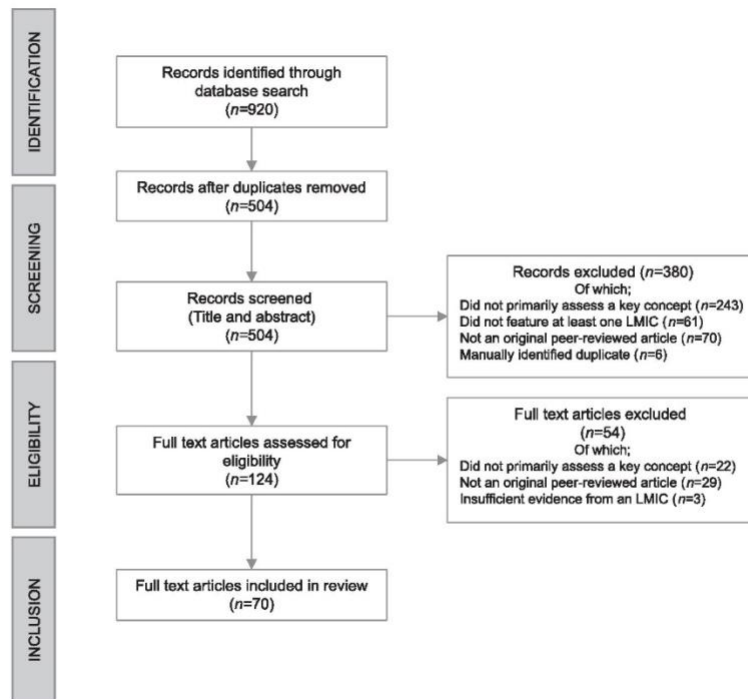 IDENTIFICATION
Records identified through
database search
(n=920)
SCREENING
Records after duplicates removed
(n=504)
Records screened
(Title and abstract)
(n=504)
Records excluded (n=380)
Of which;
Did not primarily assess a key concept (n=243)
Did not feature at least one LMIC (n=61)
Not an original peer-reviewed article (n=70)
Manually identified duplicate (n=6)
ELIGIBILITY
Full text articles assessed for
eligibility
(n=124)
Full text articles excluded
(n=54)
Of which;
Did not primarily assess a key concept (n=22)
Not an original peer-reviewed article (n=29)
Insufficient evidence from an LMIC (n=3)
INCLUSION
Full text articles included in review
(n=70)